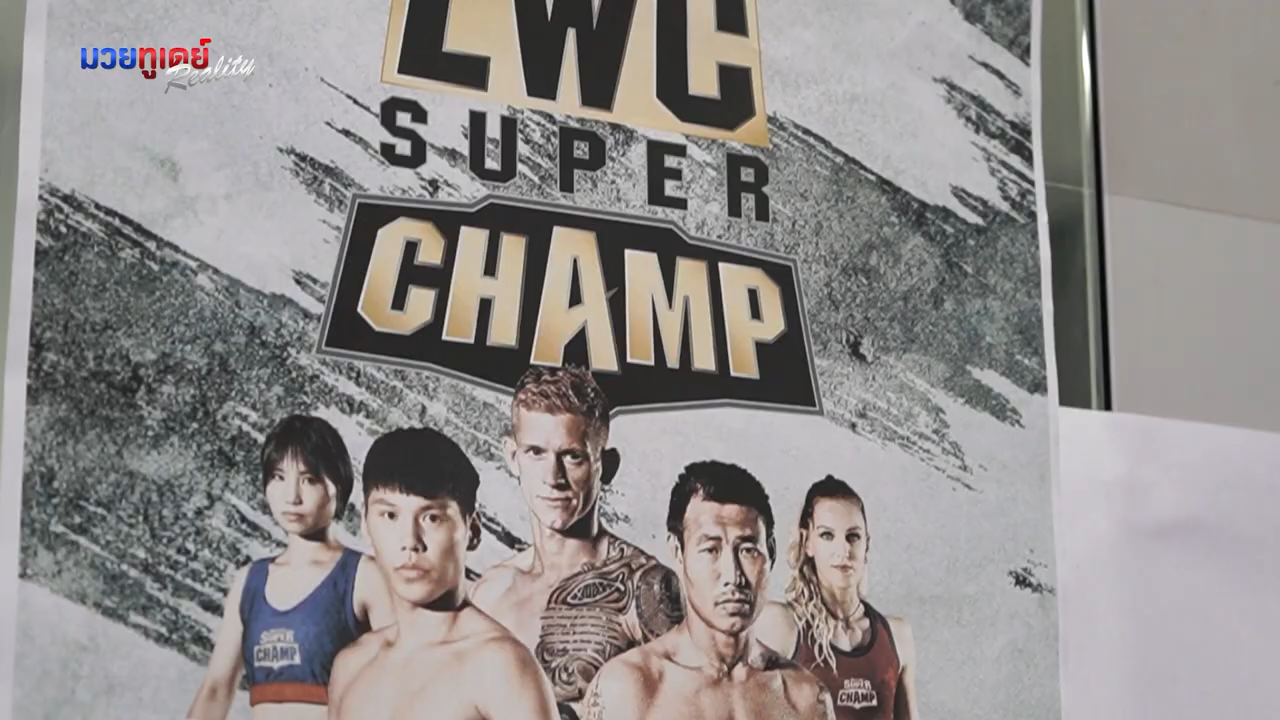 มวยทูเดย์
Reality
LWC
SUPER
CHAMP
SUPER
CHAMP
SUPER
CHAMP